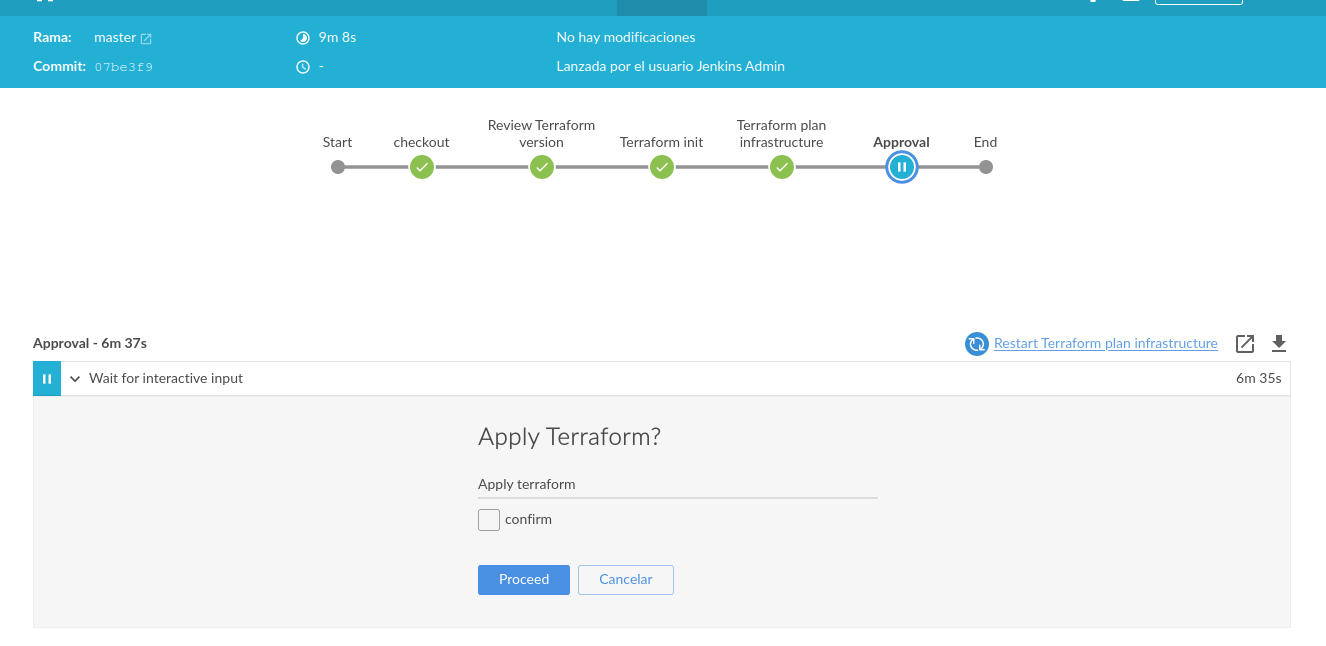 Rama: master 9m 8s No hay modificaciones
Commit: 07be3f9 - Lanzada por el usuario Jenkins Admin
Start checkout Review Terraform version Terraform init Terraform plan infrastructure Approval End
Approval - 6m 37s Restart Terraform plan infrastructure
Wait for interactive input 6m 35s
Apply Terraform?
Apply terraform
confirm
Proceed Cancelar